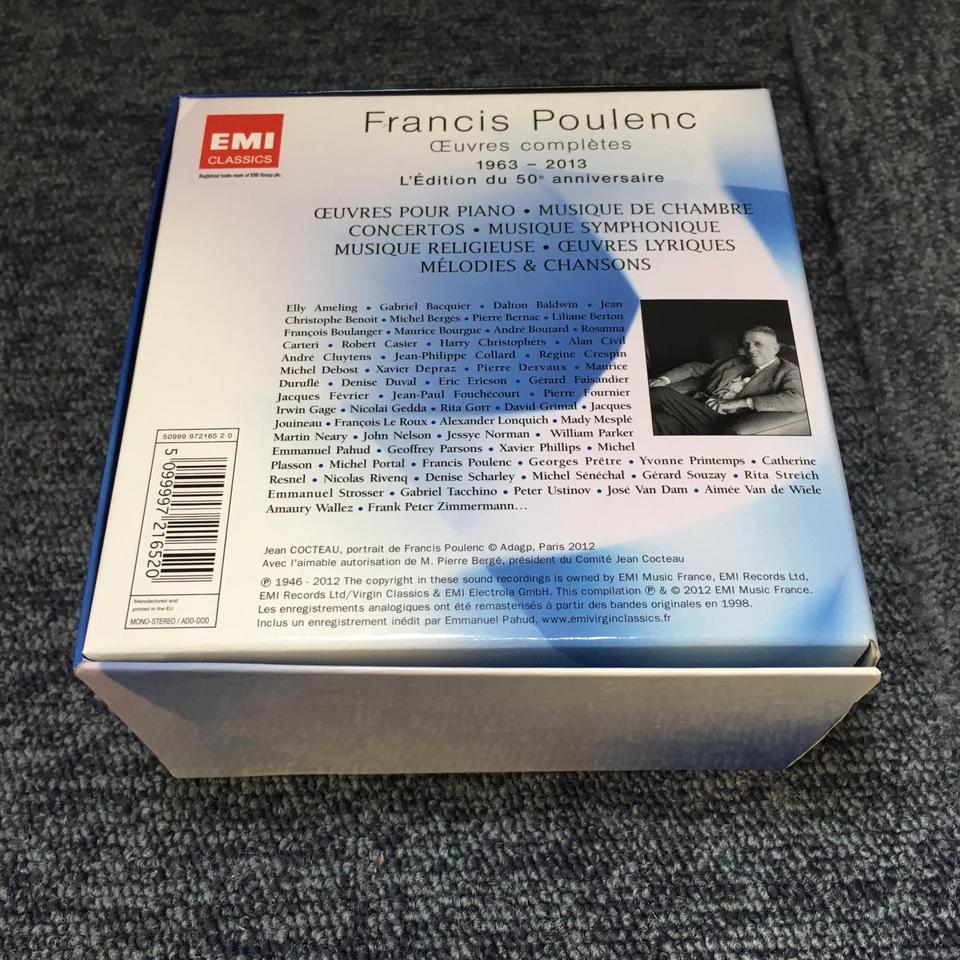 EMI
CLASSICS
Registred trade mark of EMI Group plc.
Francis Poulenc
Œuvres complètes
1963 – 2013
L'Édition du 50e anniversaire
ŒUVRES POUR PIANO • MUSIQUE DE CHAMBRE
CONCERTOS • MUSIQUE SYMPHONIQUE
MUSIQUE RELIGIEUSE • ŒUVRES LYRIQUES
MÉLODIES & CHANSONS
Elly Ameling • Gabriel Bacquier • Dalton Baldwin • Jean
Christophe Benoit • Michel Bergès • Pierre Bernac • Liliane Berton
François Boulanger • Maurice Bourgue • André Boutard • Rosanna
Carteri • Robert Casier • Harry Christophers • Alan Civil
André Cluytens • Jean-Philippe Collard • Régine Crespin
Michel Debost • Xavier Depraz • Pierre Dervaux • Maurice
Duruflé • Denise Duval • Eric Ericson • Gérard Faisandier
Jacques Février • Jean-Paul Fouchécourt • Pierre Fournier
Irwin Gage • Nicolai Gedda • Rita Gorr • David Grimal • Jacques
Jouineau • François Le Roux • Alexander Lonquich • Mady Mesplé
Martin Neary • John Nelson • Jessye Norman • William Parker
Emmanuel Pahud • Geoffrey Parsons • Xavier Phillips • Michel
Plasson • Michel Portal • Francis Poulenc • Georges Prêtre • Yvonne Printemps • Catherine
Resnel • Nicolas Rivenq • Denise Scharley • Michel Sénéchal • Gérard Souzay • Rita Streich
Emmanuel Strosser • Gabriel Tacchino • Peter Ustinov • José Van Dam • Aimée Van de Wiele
Amaury Wallez • Frank Peter Zimmermann...
50999 972165 2 0
5 099997 216520
Manufactured and
printed in the EU
MONO-STEREO / ADD-DDD
Jean COCTEAU, portrait de Francis Poulenc © Adagp, Paris 2012
Avec l'aimable autorisation de M. Pierre Bergé, président du Comité Jean Cocteau
℗ 1946 - 2012 The copyright in these sound recordings is owned by EMI Music France, EMI Records Ltd,
EMI Records Ltd/Virgin Classics & EMI Electrola GmbH. This compilation ℗ & © 2012 EMI Music France.
Les enregistrements analogiques ont été remasterisés à partir des bandes originales en 1998.
Inclus un enregistrement inédit par Emmanuel Pahud, www.emivirginclassics.fr